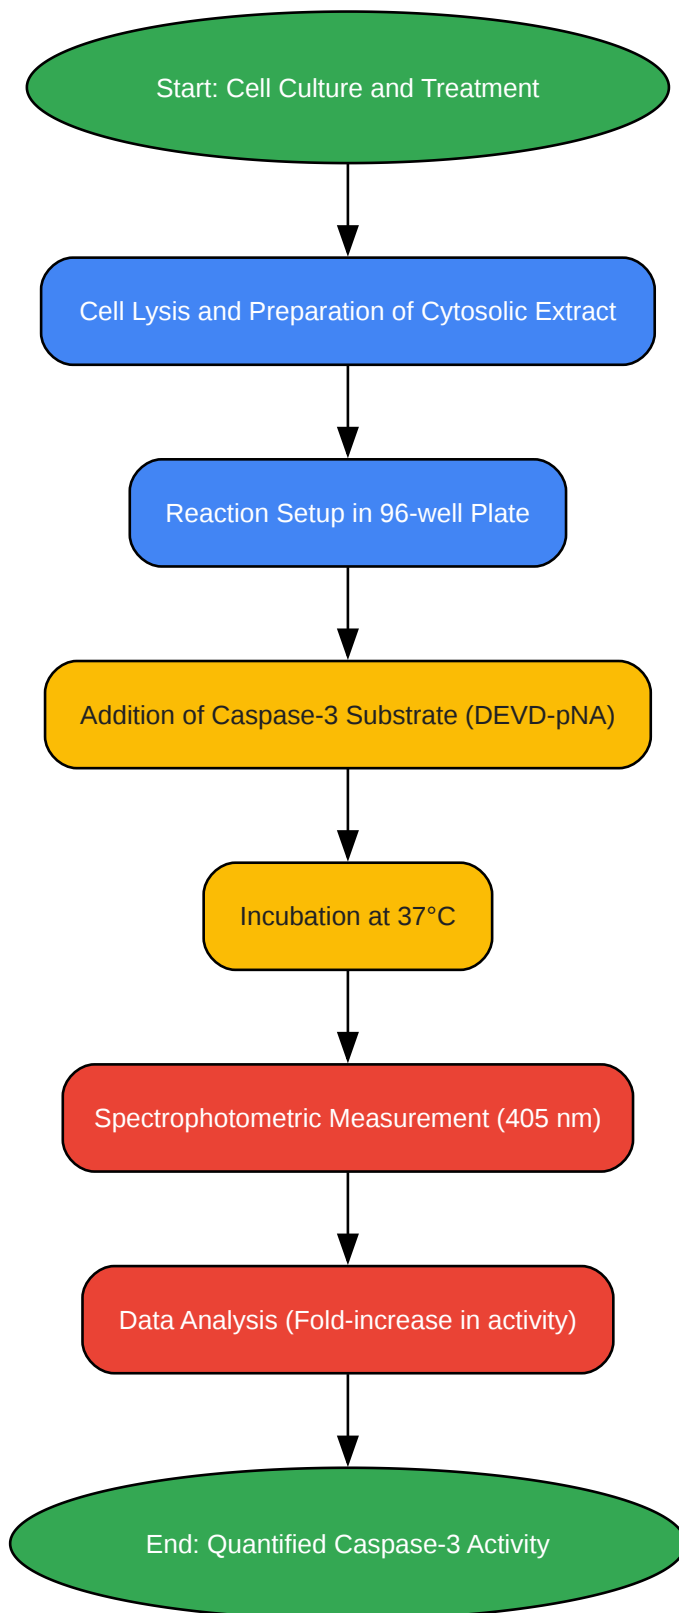 Start: Cell Culture and Treatment
Cell Lysis and Preparation of Cytosolic Extract
Reaction Setup in 96-well Plate
Addition of Caspase-3 Substrate (DEVD-pNA)
Incubation at 37°C
Spectrophotometric Measurement (405 nm)
Data Analysis (Fold-increase in activity)
End: Quantified Caspase-3 Activity